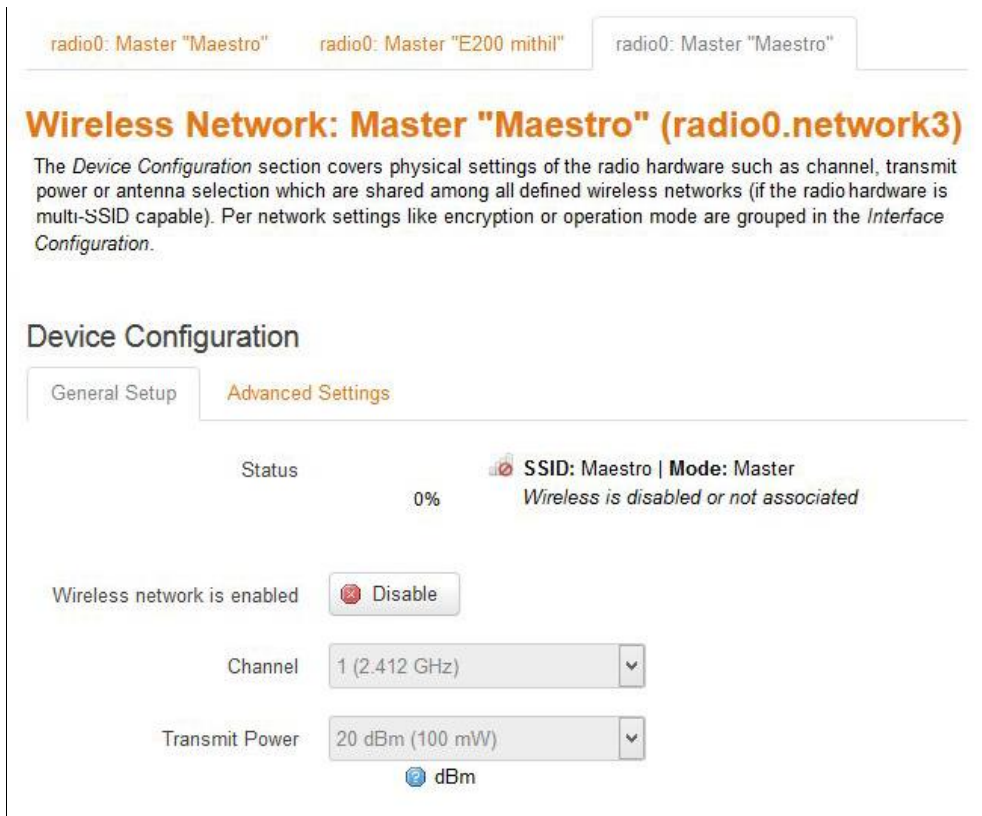 radio0: Master "Maestro" radio0: Master "E200 mithil" radio0: Master "Maestro"
Wireless Network: Master "Maestro" (radio0.network3)
The Device Configuration section covers physical settings of the radio hardware such as channel, transmit
power or antenna selection which are shared among all defined wireless networks (if the radio hardware is
multi-SSID capable). Per network settings like encryption or operation mode are grouped in the Interface
Configuration.
Device Configuration
General Setup Advanced Settings
Status SSID: Maestro | Mode: Master
0% Wireless is disabled or not associated
Wireless network is enabled Disable
Channel 1 (2.412 GHz)
Transmit Power 20 dBm (100 mW)
dBm